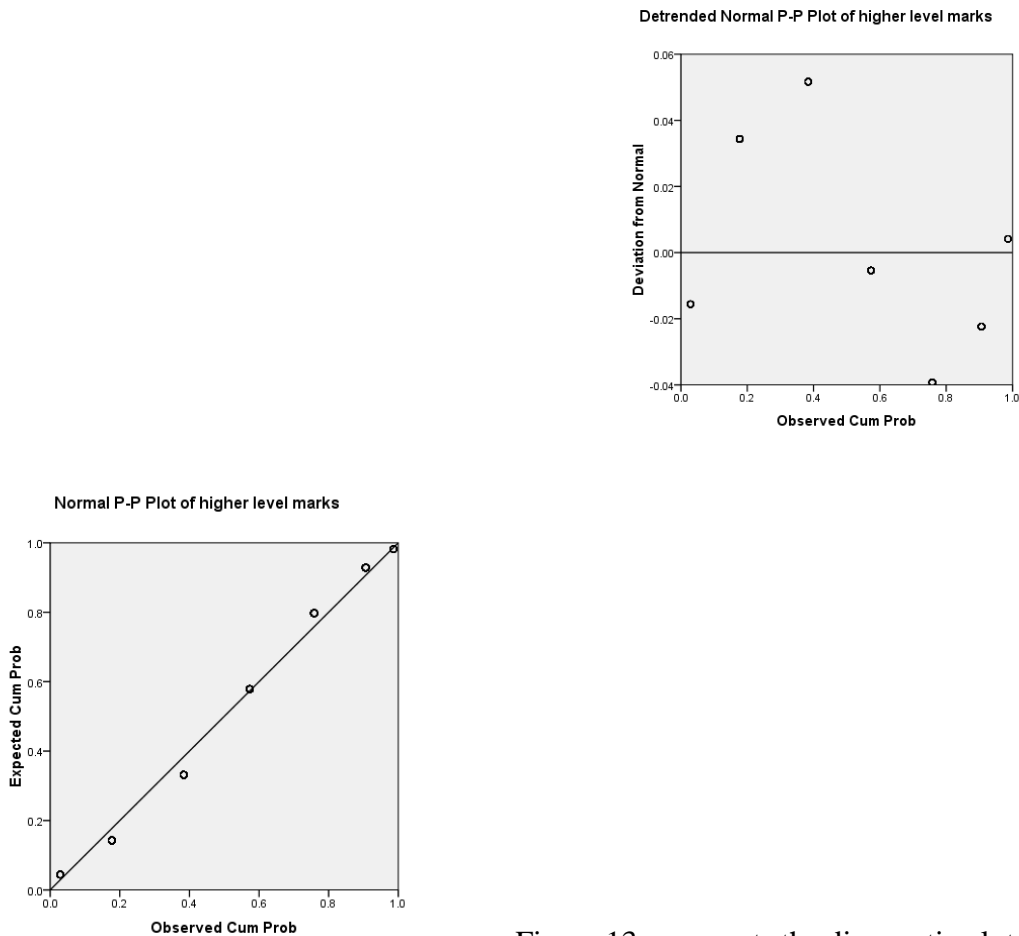 Detrended Normal P-P Plot of higher level marks
0.06
0.04
0.02
0.00
-0.02
-0.04
Deviation from Normal
0.0 0.2 0.4 0.6 0.8 1.0
Observed Cum Prob
Normal P-P Plot of higher level marks
1.0
0.8
0.6
0.4
0.2
0.0
Expected Cum Prob
0.0 0.2 0.4 0.6 0.8 1.0
Observed Cum Prob